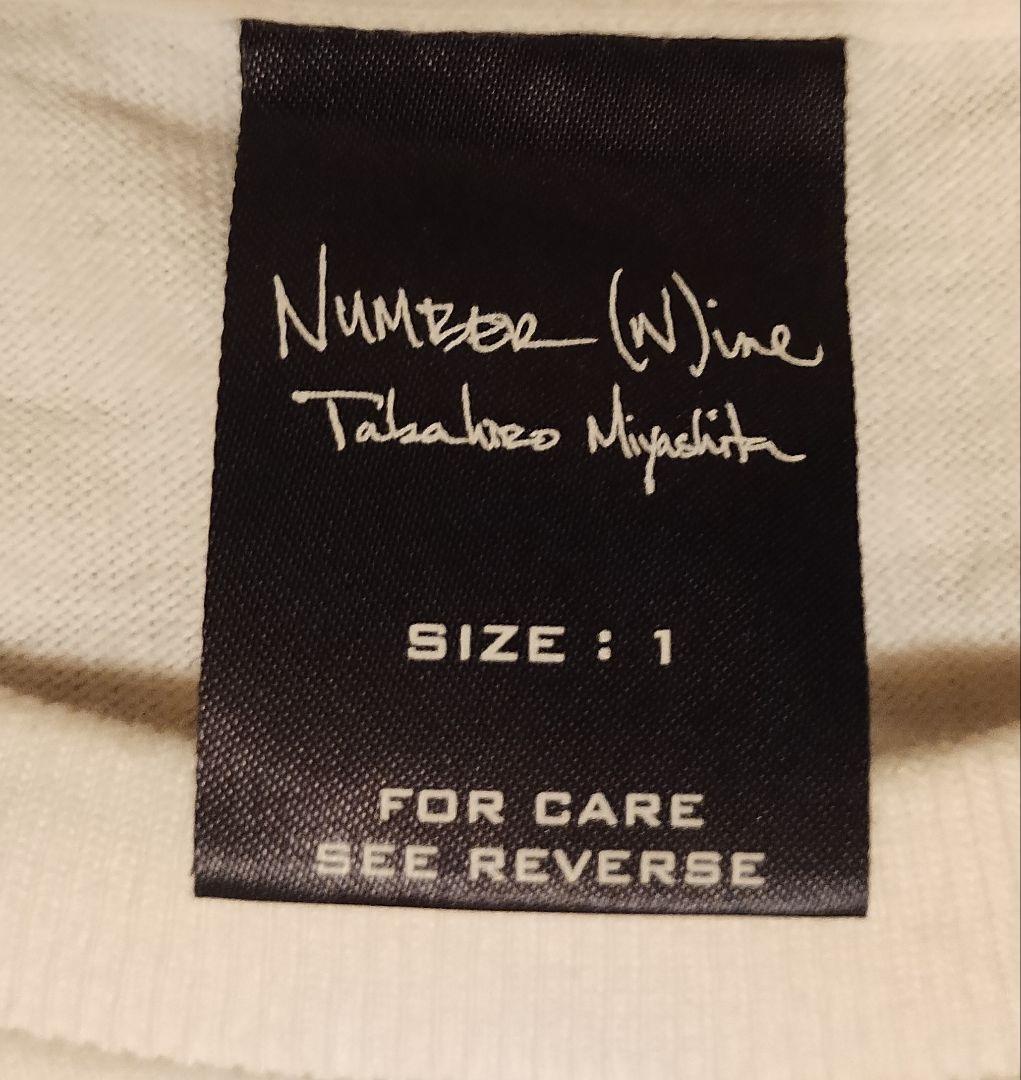 NUMBER (N)ine
Takahiro Miyashita
SIZE : 1
FOR CARE
SEE REVERSE